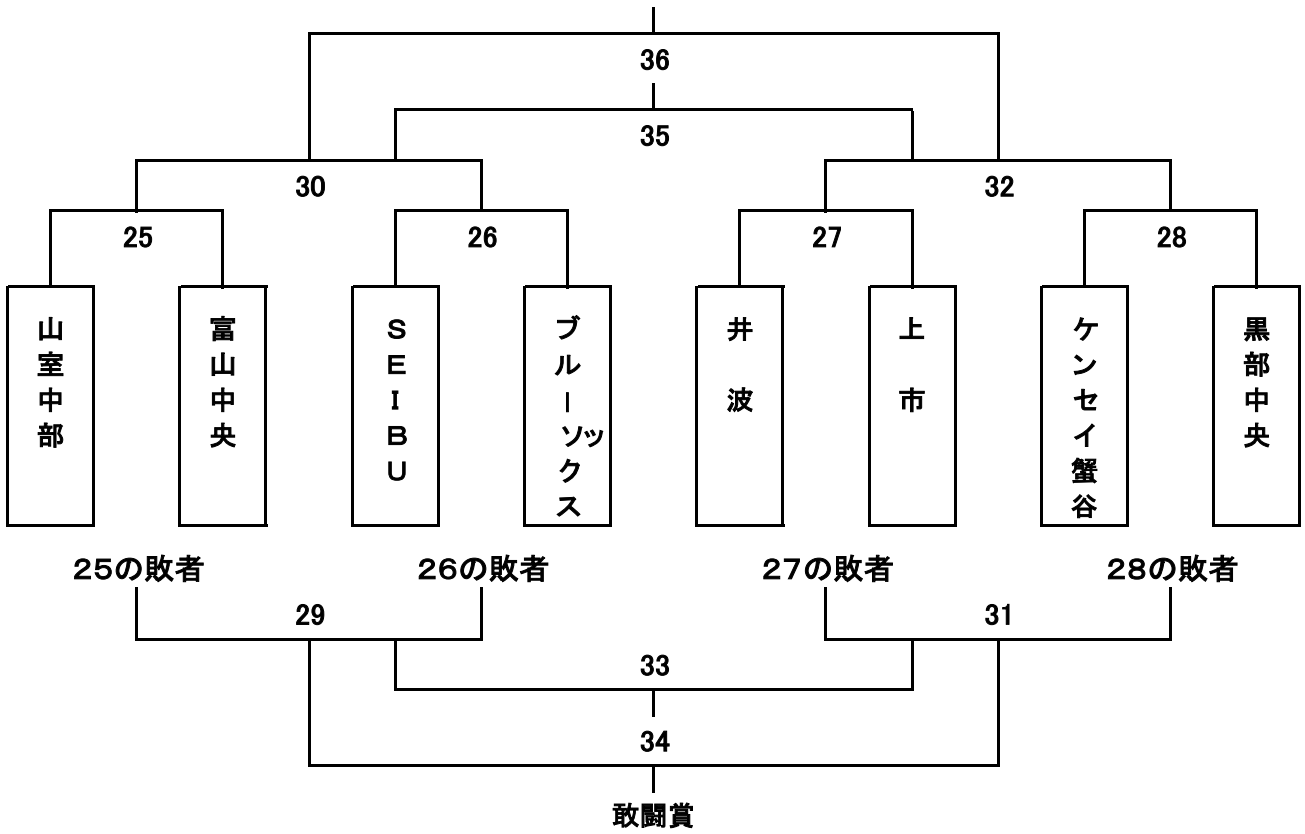 36
35
30
32
25
26
27
28
山室中部
富山中央
ＳＥＩＢＵ
ブルーソックス
井波
上市
ケンセイ蟹谷
黒部中央
25の敗者
26の敗者
27の敗者
28の敗者
29
31
33
34
敢闘賞